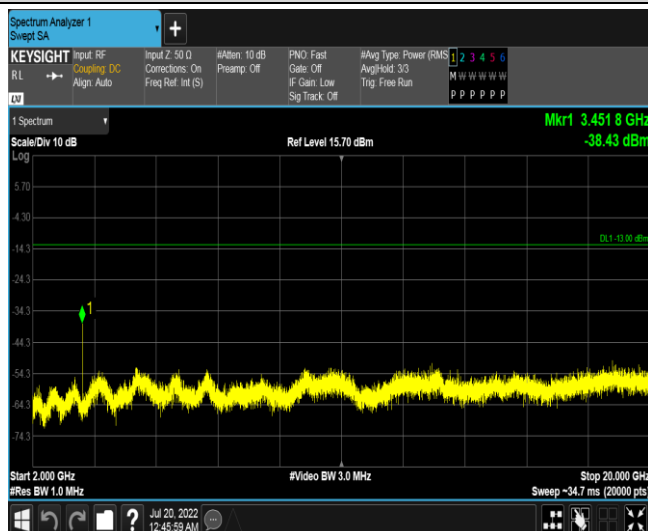 Spectrum Analyzer 1
Swept SA
KEYSIGHT
RL
Input: RF
Coupling: DC
Align: Auto
Input Z: 50 Ω
Corrections: On
Freq Ref: Int (S)
#Atten: 10 dB
Preamp: Off
PNO: Fast
Gate: Off
IF Gain: Low
Sig Track: Off
#Avg Type: Power (RMS
Avg|Hold: 3/3
Trig: Free Run
1 2 3 4 5 6
M W W W W W
P P P P P P
LXI
1 Spectrum
Mkr1 3.451 8 GHz
Scale/Div 10 dB
Ref Level 15.70 dBm
-38.43 dBm
Log
5.70
-4.30
DL1 -13.00 dBm
-14.3
-24.3
-34.3
1
-44.3
-54.3
-64.3
-74.3
Start 2.000 GHz
#Video BW 3.0 MHz
Stop 20.000 GHz
#Res BW 1.0 MHz
Sweep ~34.7 ms (20000 pts)
?
Jul 20, 2022
12:45:59 AM